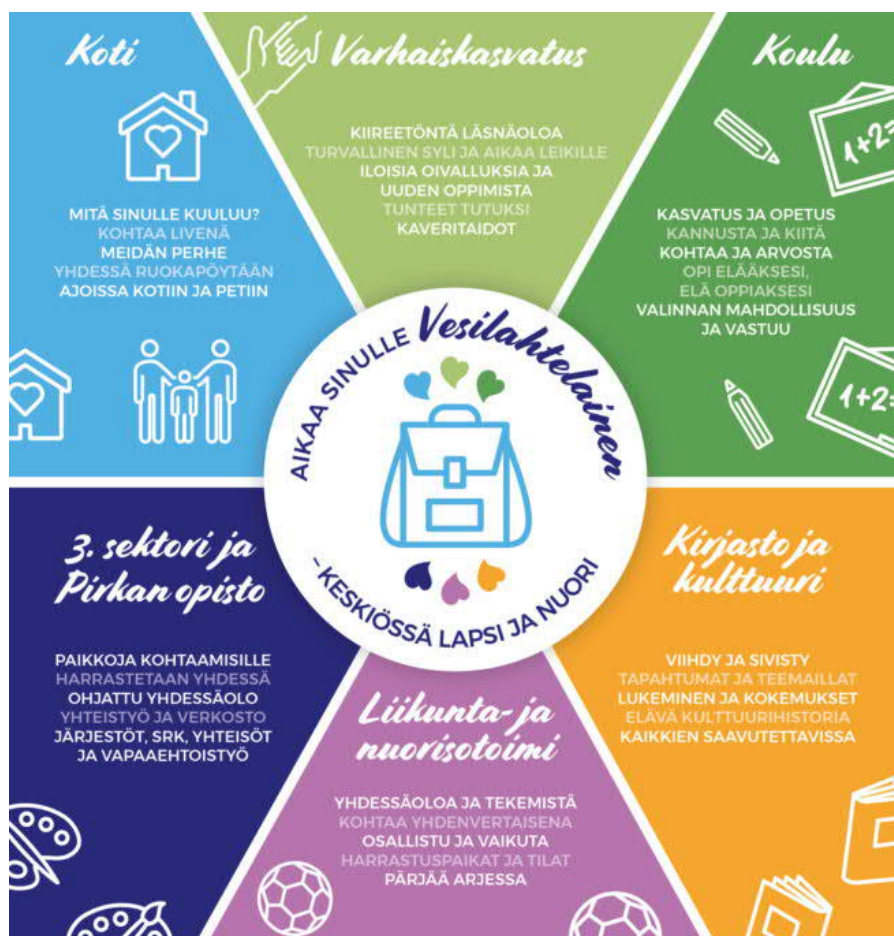 Koti
MITÄ SINULLE KUULUU?
KOHTAA LIVENÄ
MEIDÄN PERHE
YHDESSÄ RUOKAPÖYTÄÄN
AJOISSA KOTIIN JA PETIIN
Varhaiskasvatus
KIIREETÖNTÄ LÄSNÄOLOA
TURVALLINEN SYLI JA AIKAA LEIKILLE
ILOISIA OIVALLUKSIA JA
UUDEN OPPIMISTA
TUNTEET TUTUKSI
KAVERITAIDOT
Koulu
1+2=
KASVATUS JA OPETUS
KANNUSTA JA KIITÄ
KOHTAA JA ARVOSTA
OPI ELÄÄKSESI,
ELÄ OPPIAKSESI
VALINNAN MAHDOLLISUUS
JA VASTUU
1+2=
AIKAA SINULLE Vesilahtelainen
– KESKIÖSSÄ LAPSI JA NUORI
3. sektori ja
Pirkan opisto
PAIKKOJA KOHTAAMISILLE
HARRASTETAAN YHDESSÄ
OHJATTU YHDESSÄOLO
YHTEISTYÖ JA VERKOSTO
JÄRJESTÖT, SRK, YHTEISÖT
JA VAPAAEHTOISTYÖ
Liikunta- ja
nuorisotoimi
YHDESSÄOLOA JA TEKEMISTÄ
KOHTAA YHDENVERTAISENA
OSALLISTU JA VAIKUTA
HARRASTUSPAIKAT JA TILAT
PÄRJÄÄ ARJESSA
Kirjasto ja
kulttuuri
VIIHDY JA SIVISTY
TAPAHTUMAT JA TEEMAILLAT
LUKEMINEN JA KOKEMUKSET
ELÄVÄ KULTTUURIHISTORIA
KAIKKIEN SAAVUTETTAVISSA